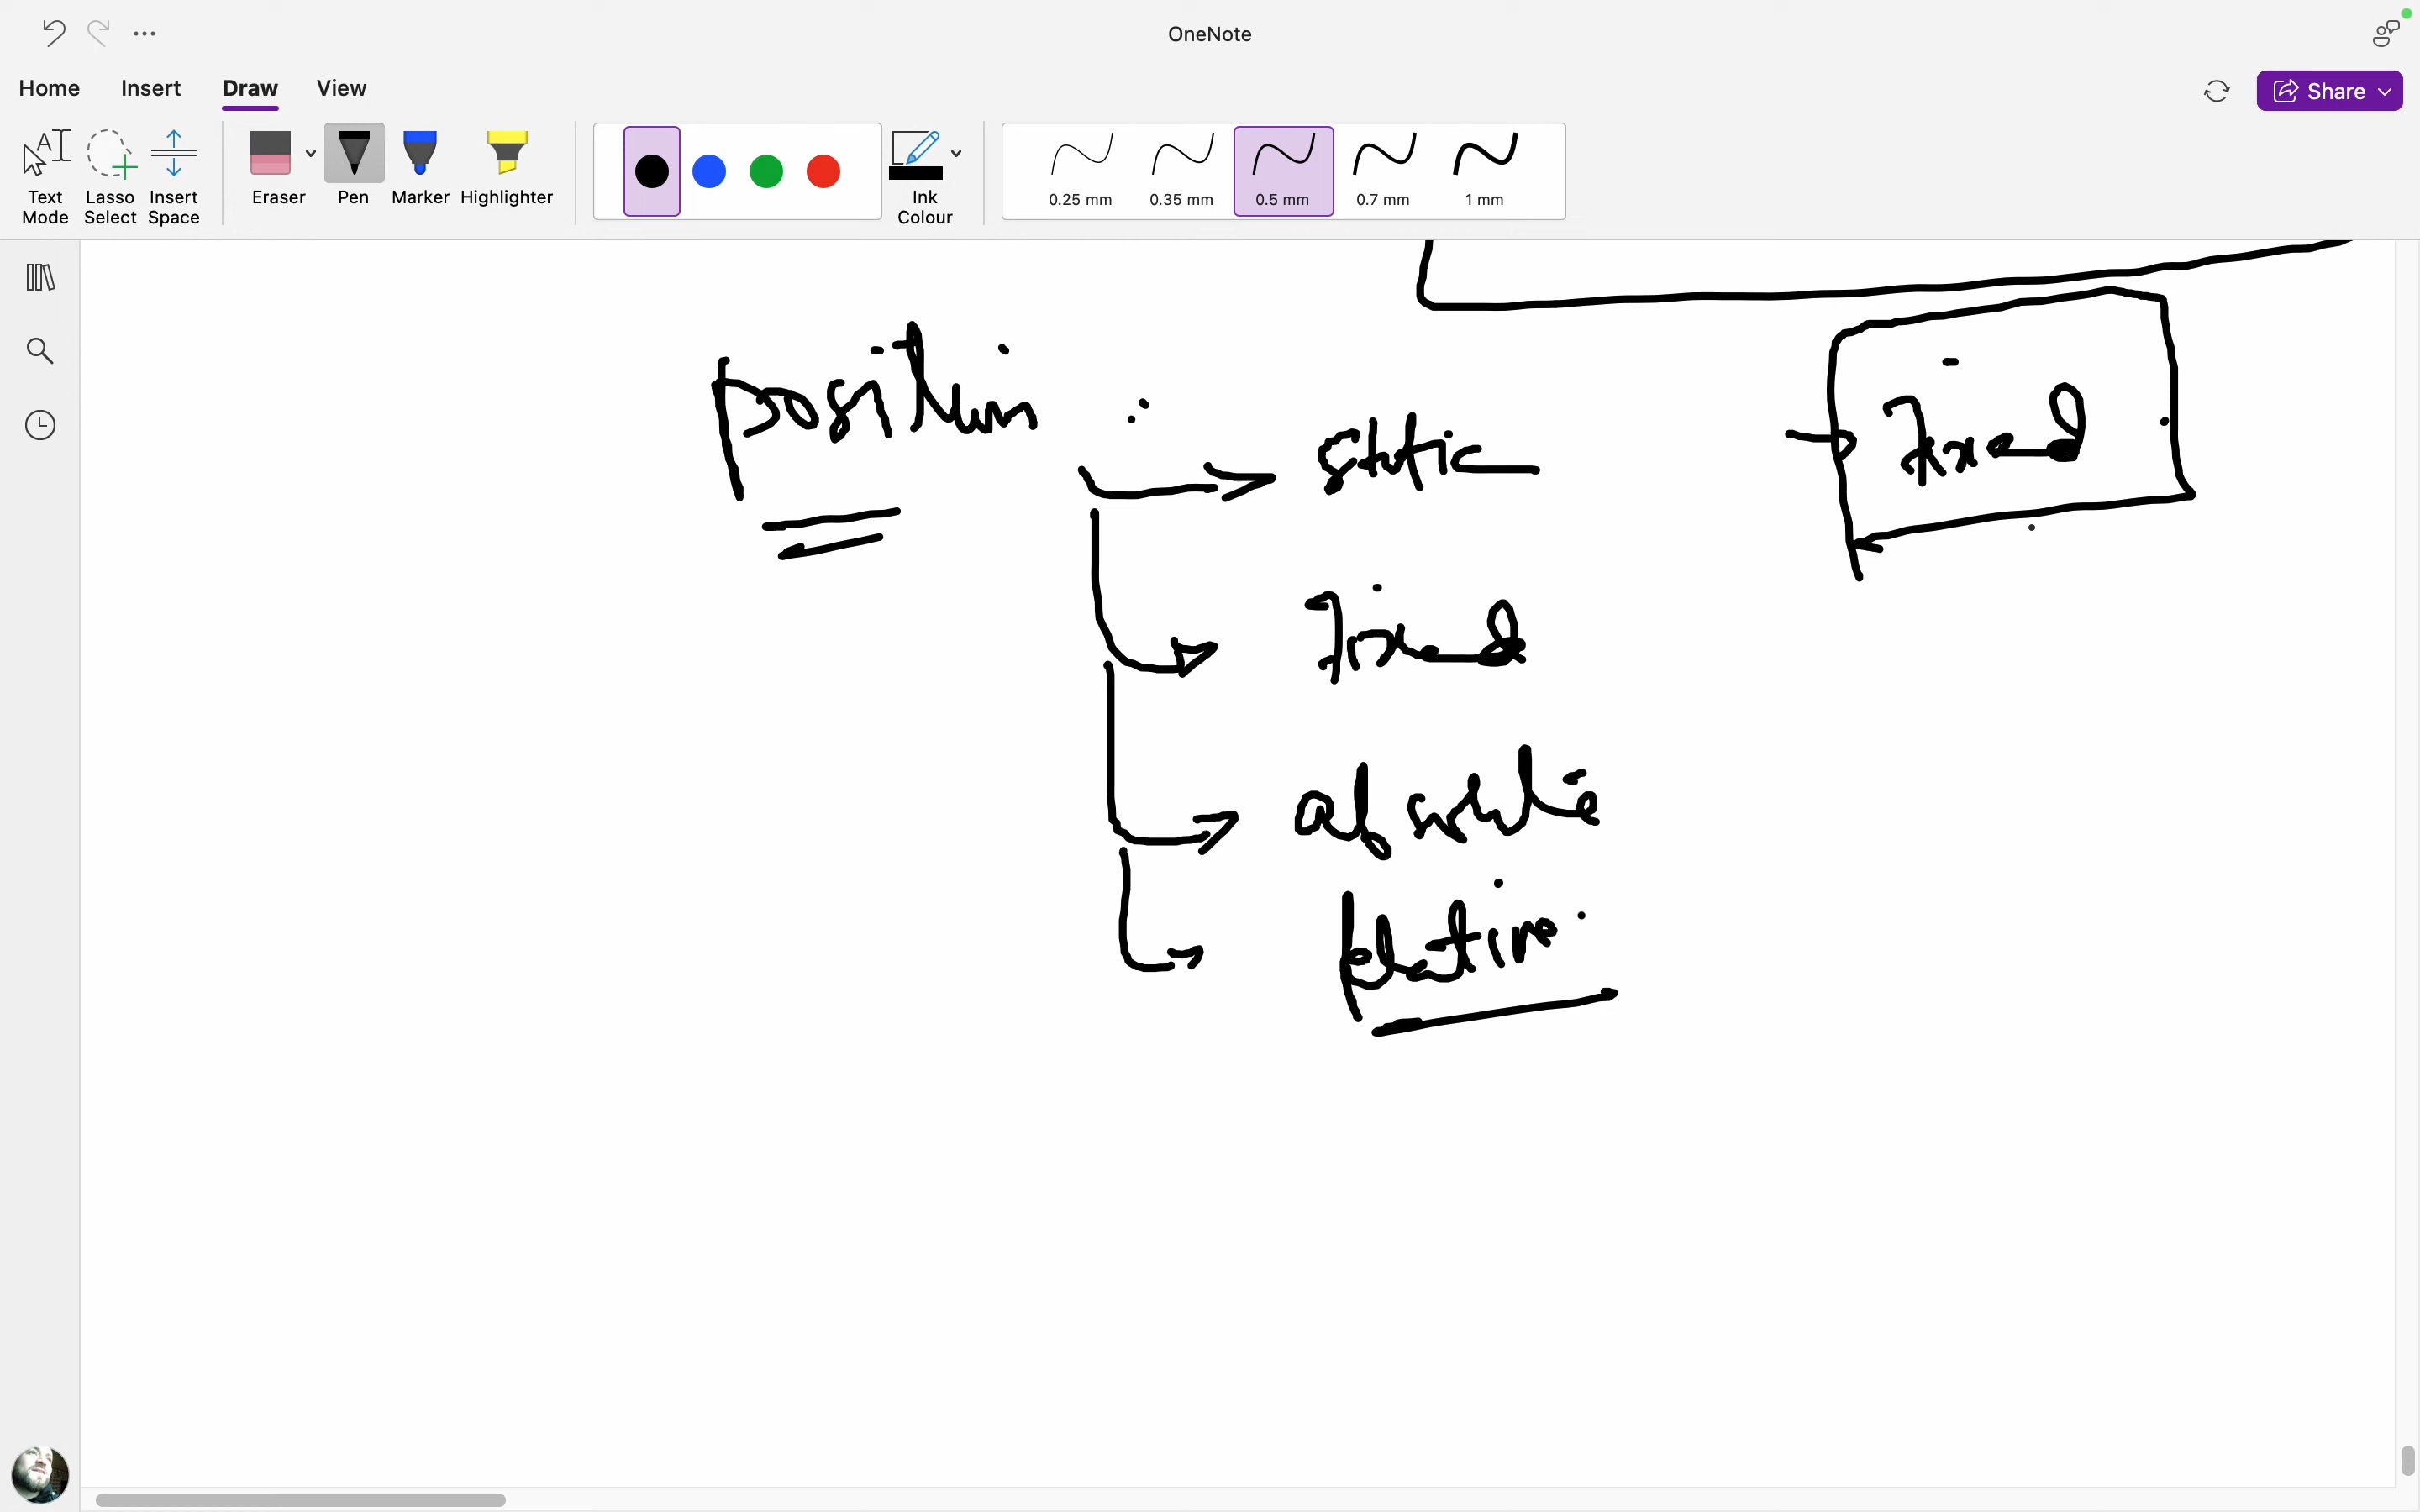 OneNote
Home Insert Draw View
Share
Text Mode
Lasso Select
Insert Space
Eraser
Pen
Marker
Highlighter
Ink Colour
0.25 mm
0.35 mm
0.5 mm
0.7 mm
1 mm
position :
static
fixed
absolute
relative
fixed